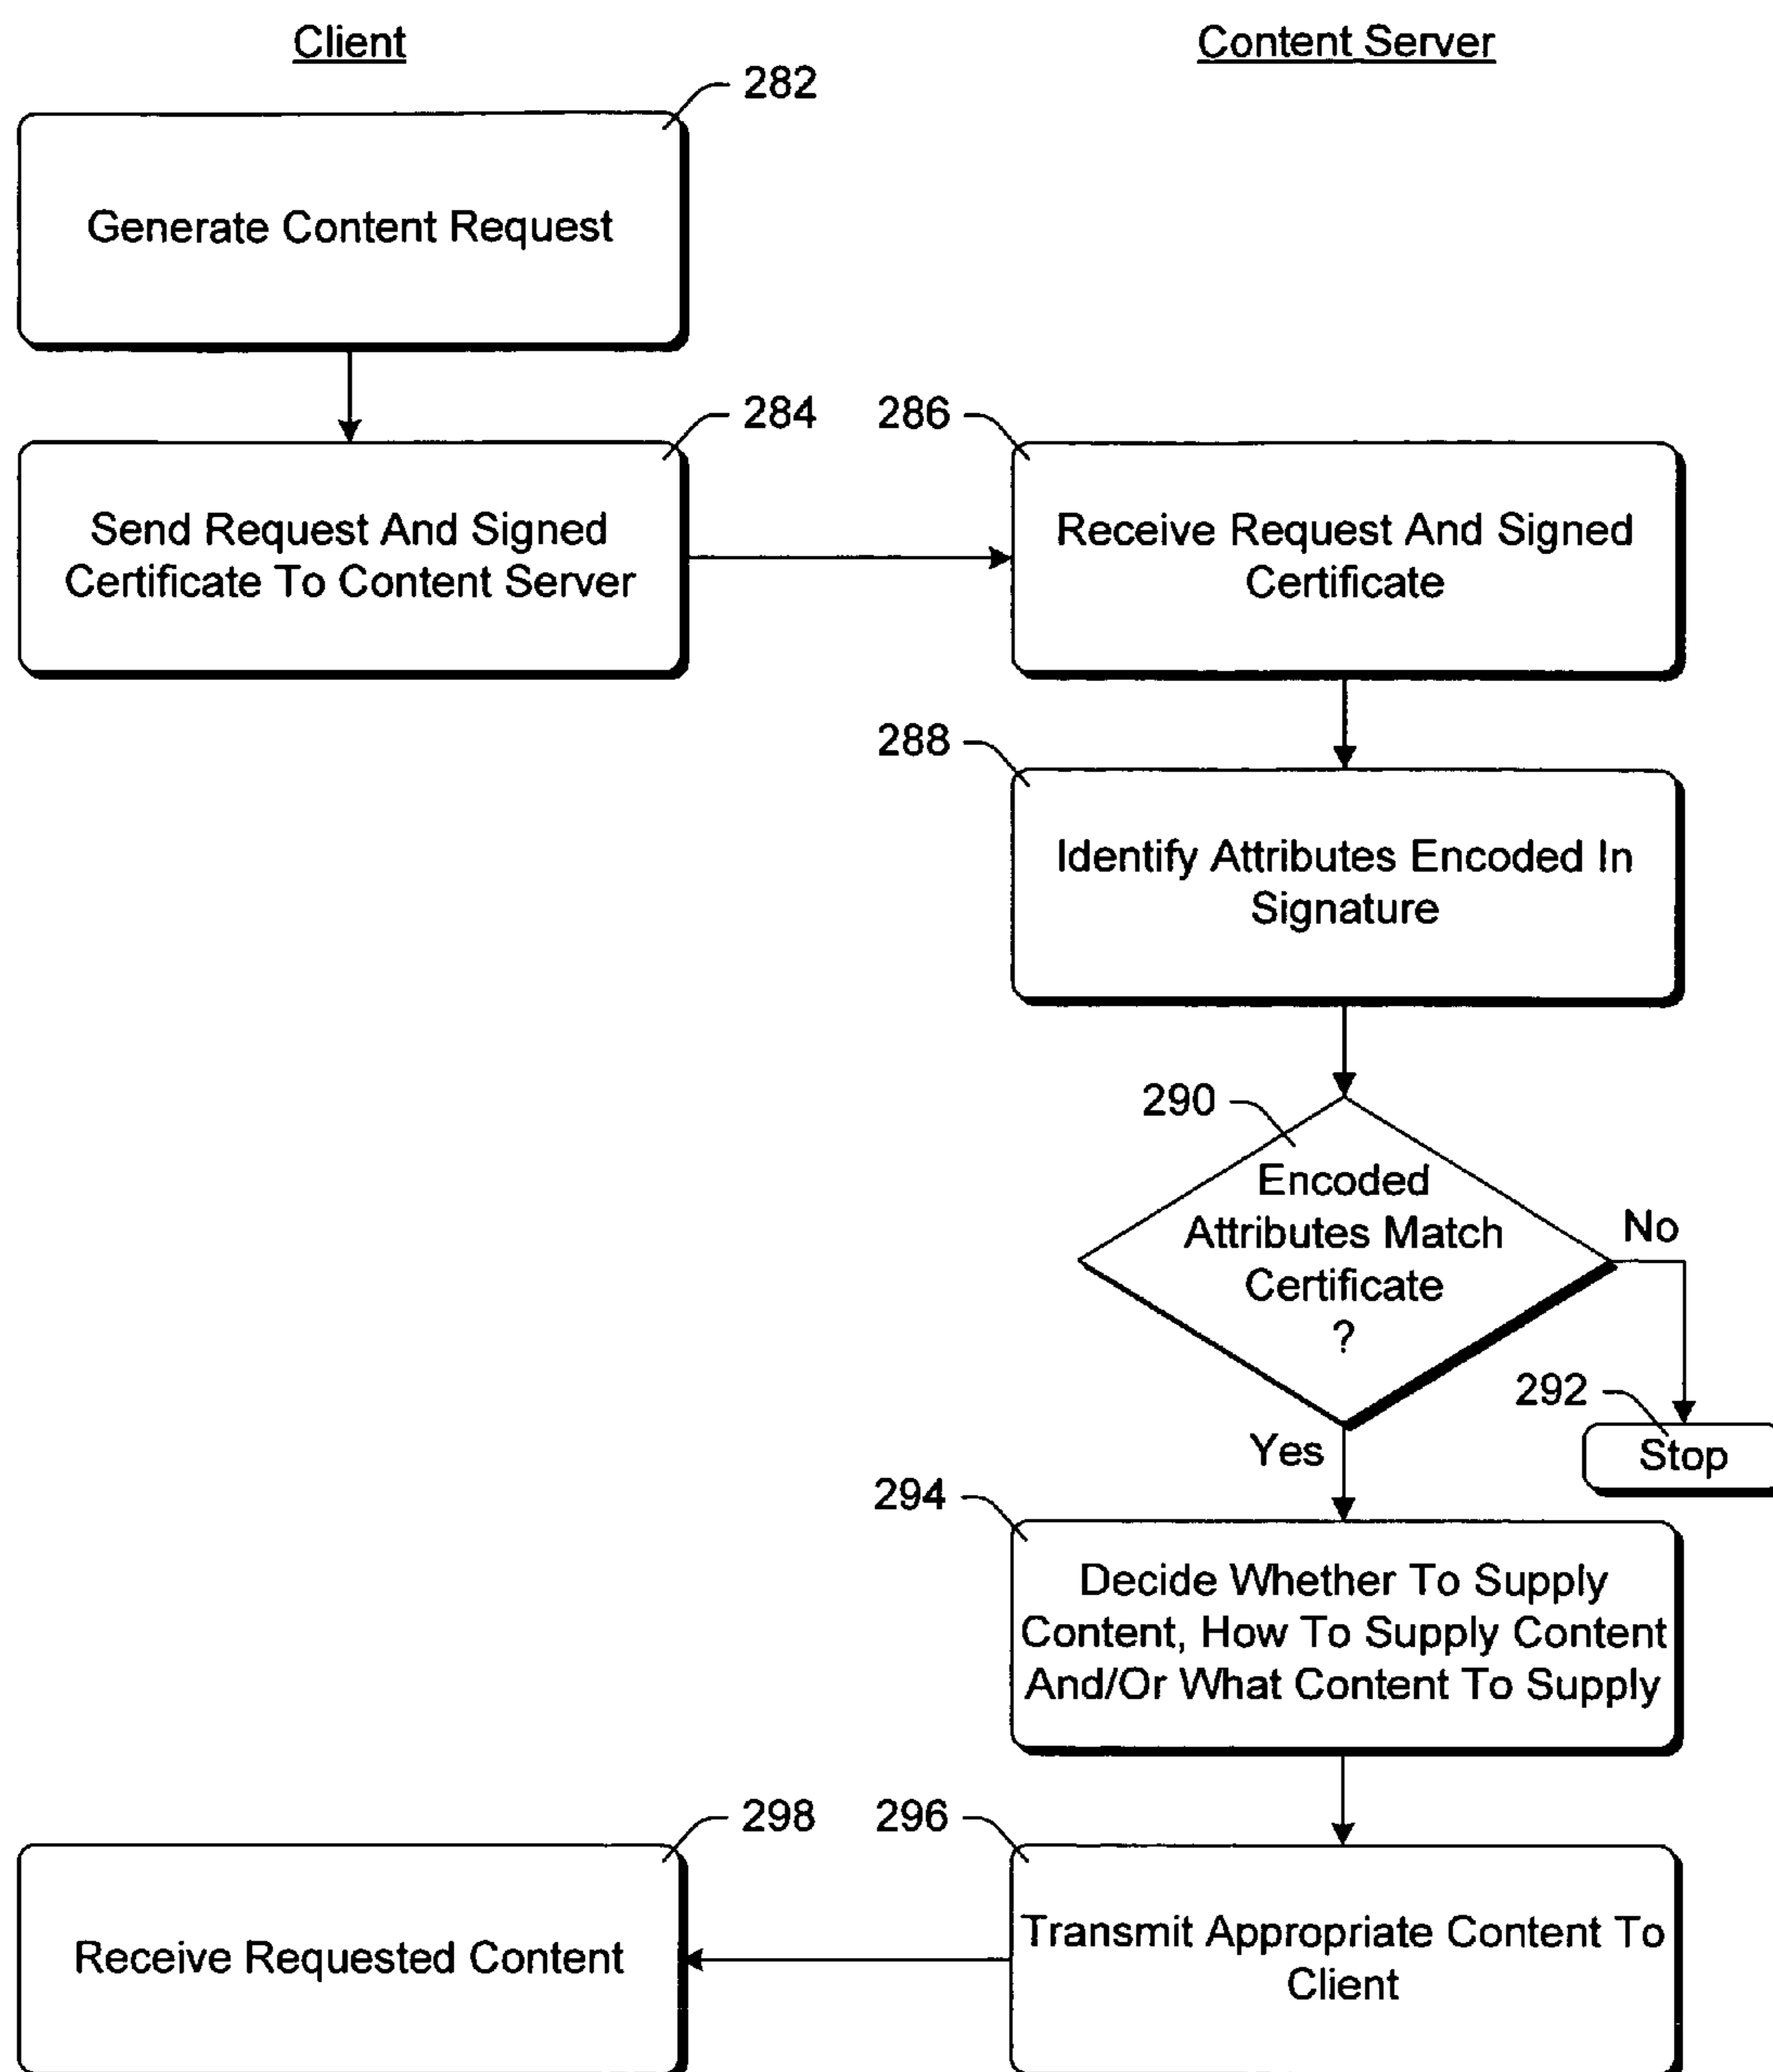 Client
Content Server
282
Generate Content Request
284
286
Send Request And Signed
Certificate To Content Server
Receive Request And Signed
Certificate
288
Identify Attributes Encoded In
Signature
290
Encoded
Attributes Match
Certificate
?
No
292
Stop
Yes
294
Decide Whether To Supply
Content, How To Supply Content
And/Or What Content To Supply
298
296
Receive Requested Content
Transmit Appropriate Content To
Client